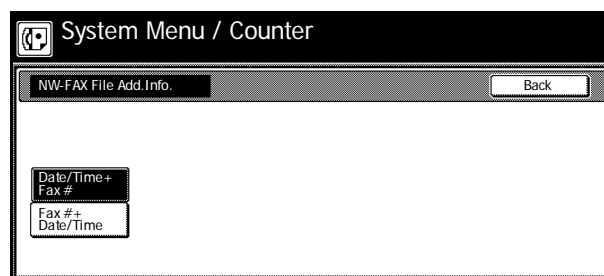 System Menu / Counter
NW-FAX File Add.Info.
Back
Date/Time+
Fax #
Fax #+
Date/Time